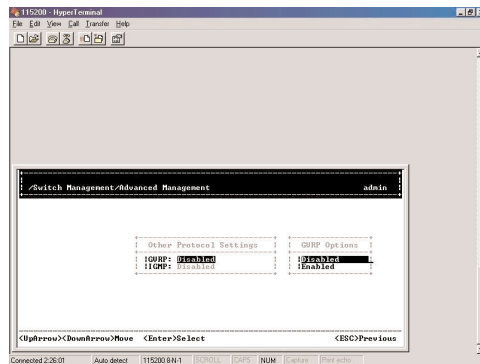 115200 - HyperTerminal
File Edit View Call Transfer Help
/Switch Management/Advanced Management admin
Other Protocol Settings GVRP Options
!GVRP: Disabled !Disabled
!IGMP: Disabled !Enabled
<UpArrow><DownArrow>Move <Enter>Select <ESC>Previous
Connected 2:26:01 Auto detect 115200 8-N-1 SCROLL CAPS NUM Capture Print echo